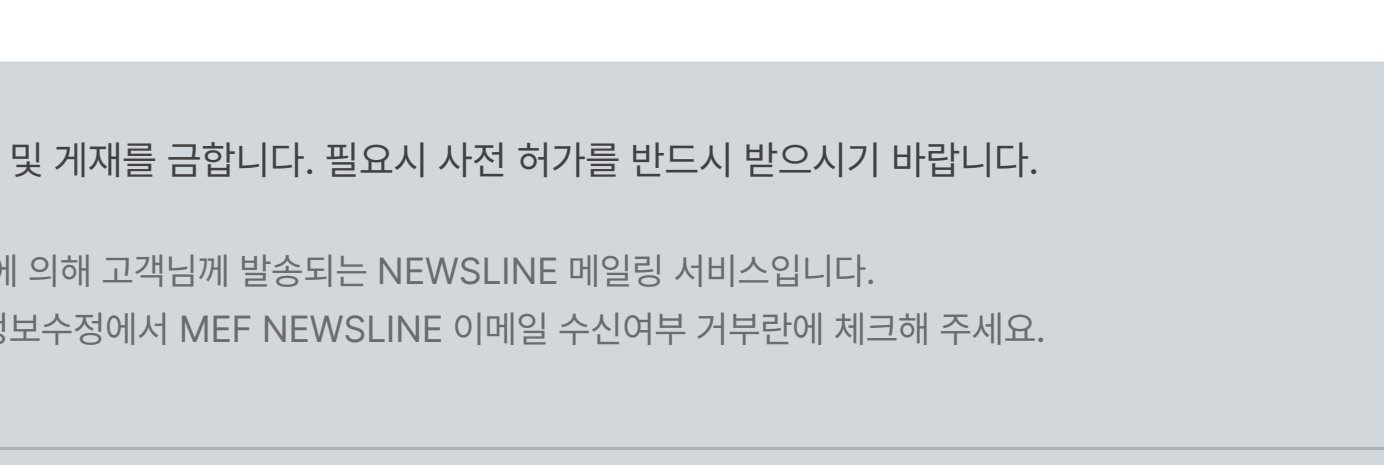 및 게재를 금합니다. 필요시 사전 허가를 반드시 받으시기 바랍니다.
에 의해 고객님께 발송되는 NEWSLINE 메일링 서비스입니다.
정보수정에서 MEF NEWSLINE 이메일 수신여부 거부란에 체크해 주세요.